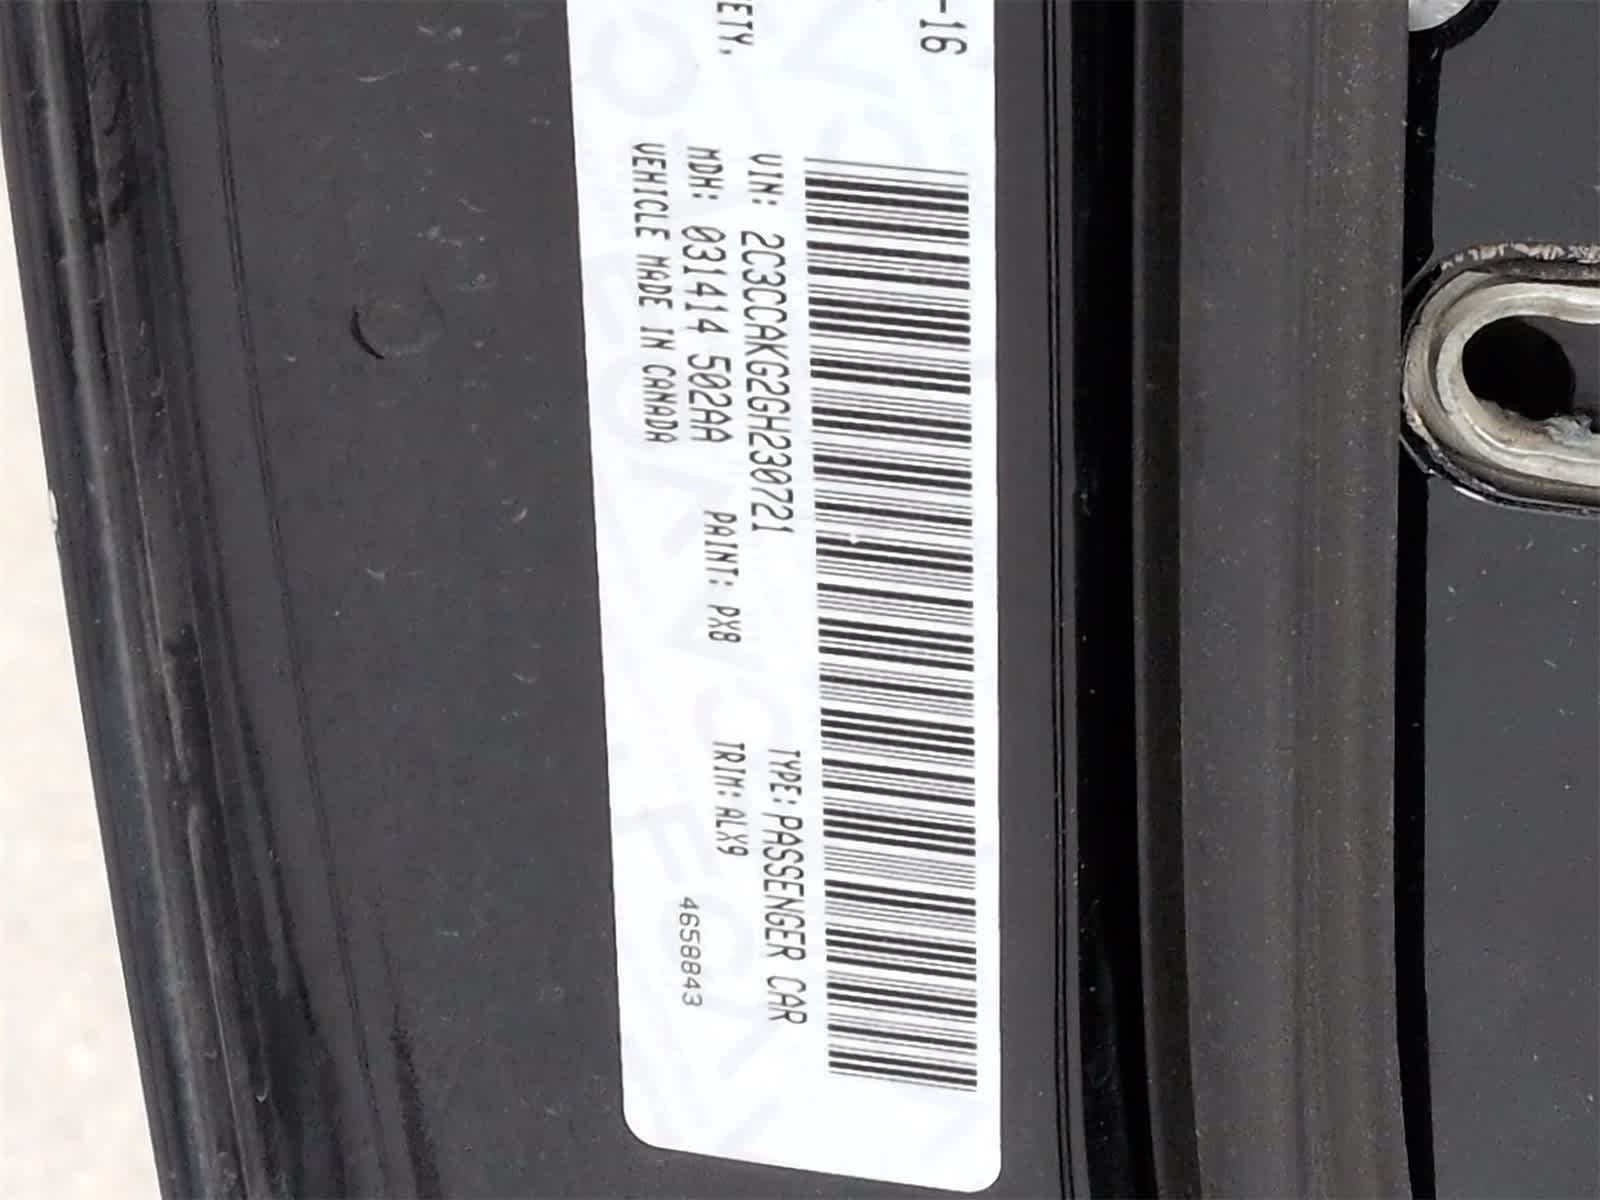 -16
ETY,
VIN: 2C3CCAKG2GH230721 TYPE: PASSENGER CAR
MDH: 031414 502AA PAINT: PX8 TRIM: ALX9
VEHICLE MADE IN CANADA
4658843